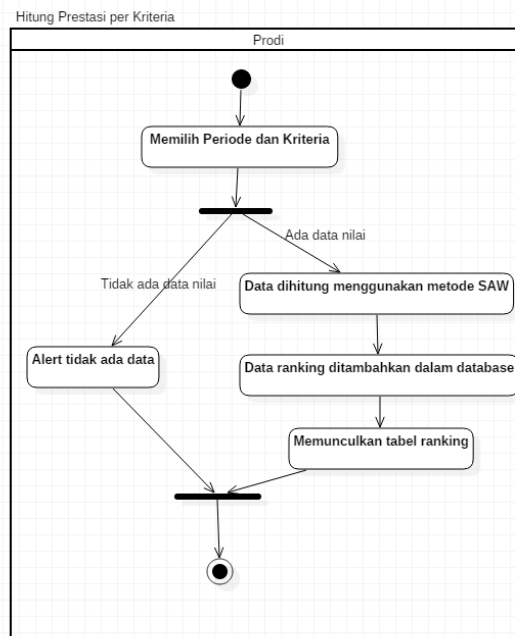 Hitung Prestasi per Kriteria
Prodi
Memilih Periode dan Kriteria
Ada data nilai
Tidak ada data nilai
Data dihitung menggunakan metode SAW
Alert tidak ada data
Data ranking ditambahkan dalam database
Memunculkan tabel ranking